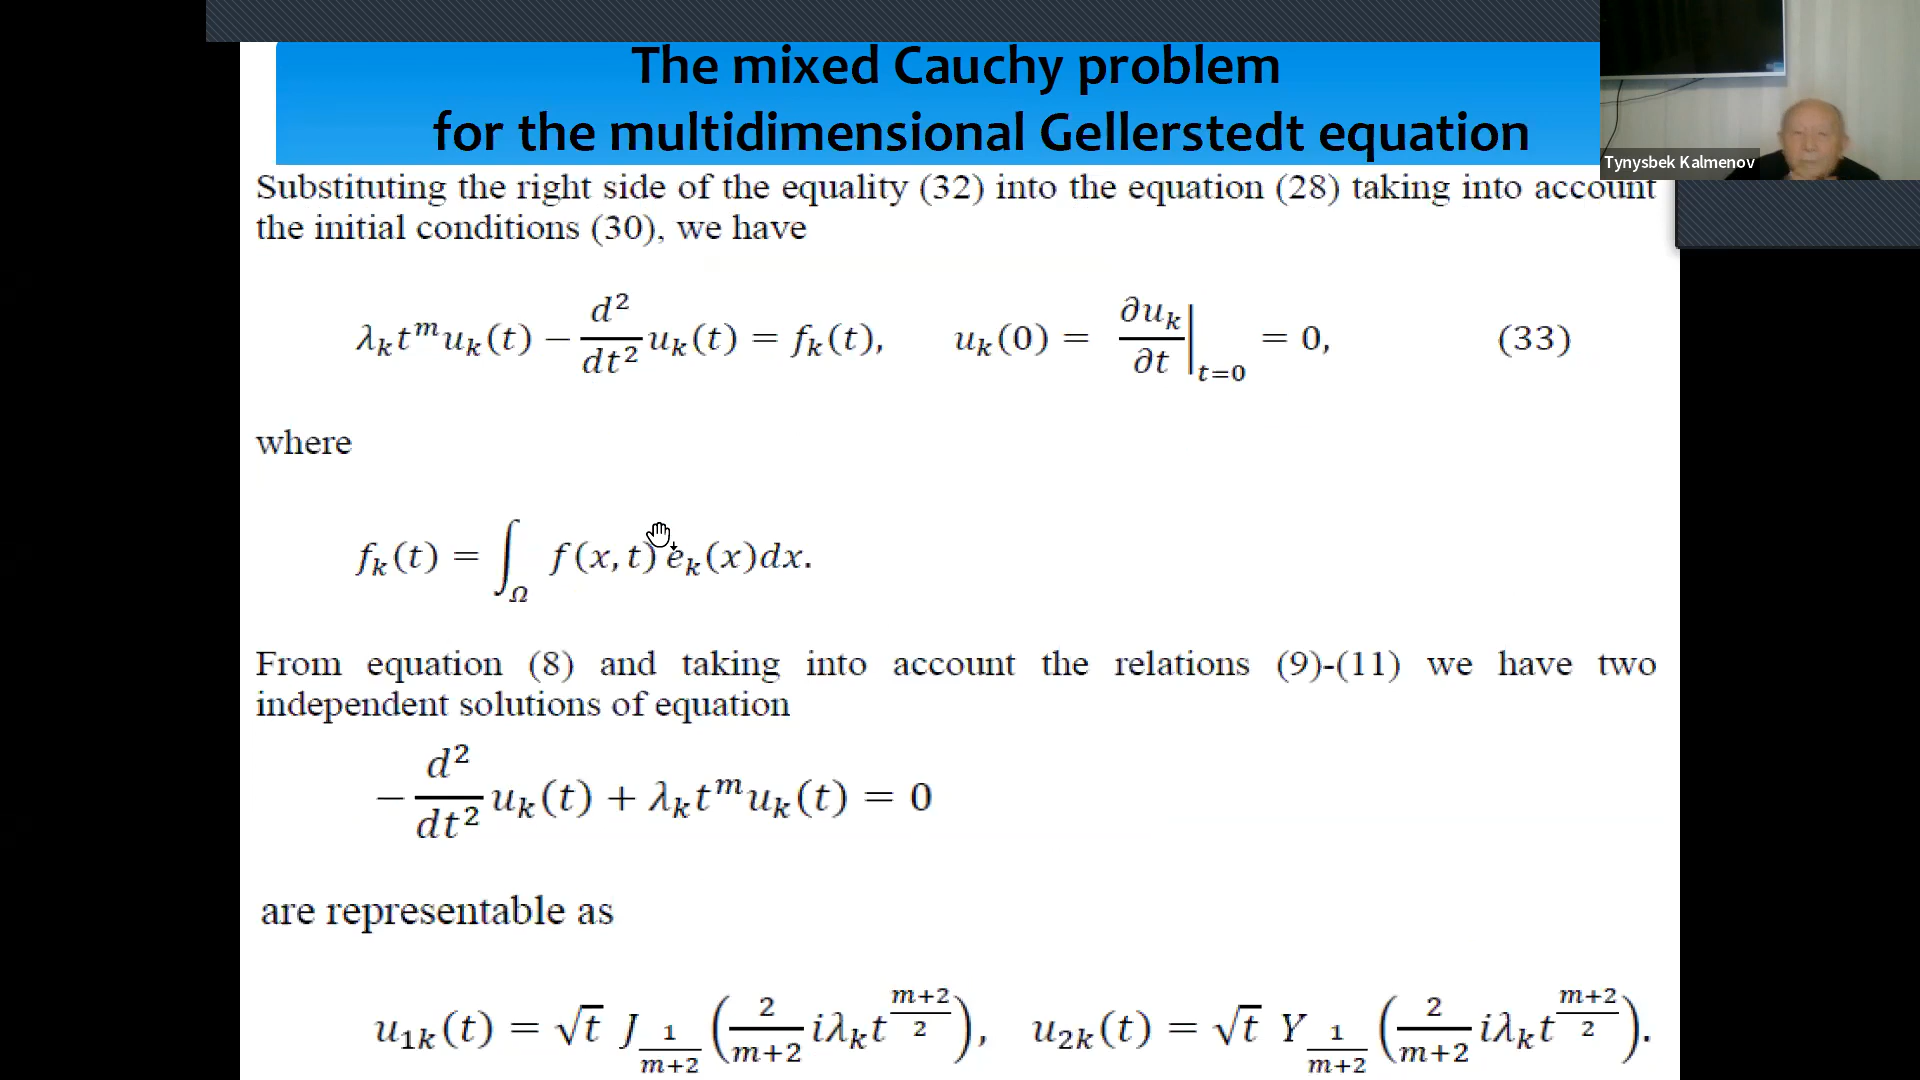 The mixed Cauchy problem
for the multidimensional Gellerstedt equation
Tynysbek Kalmenov
Substituting the right side of the equality (32) into the equation (28) taking into account
the initial conditions (30), we have
λ_k t^m u_k(t) − d²/dt² u_k(t) = f_k(t), u_k(0) = ∂u_k/∂t|_{t=0} = 0, (33)
where
f_k(t) = ∫_Ω f(x, t) e_k(x)dx.
From equation (8) and taking into account the relations (9)-(11) we have two
independent solutions of equation
− d²/dt² u_k(t) + λ_k t^m u_k(t) = 0
are representable as
u_{1k}(t) = √t J_{1/(m+2)} (2/(m+2) iλ_k t^{(m+2)/2}), u_{2k}(t) = √t Y_{1/(m+2)} (2/(m+2) iλ_k t^{(m+2)/2}).